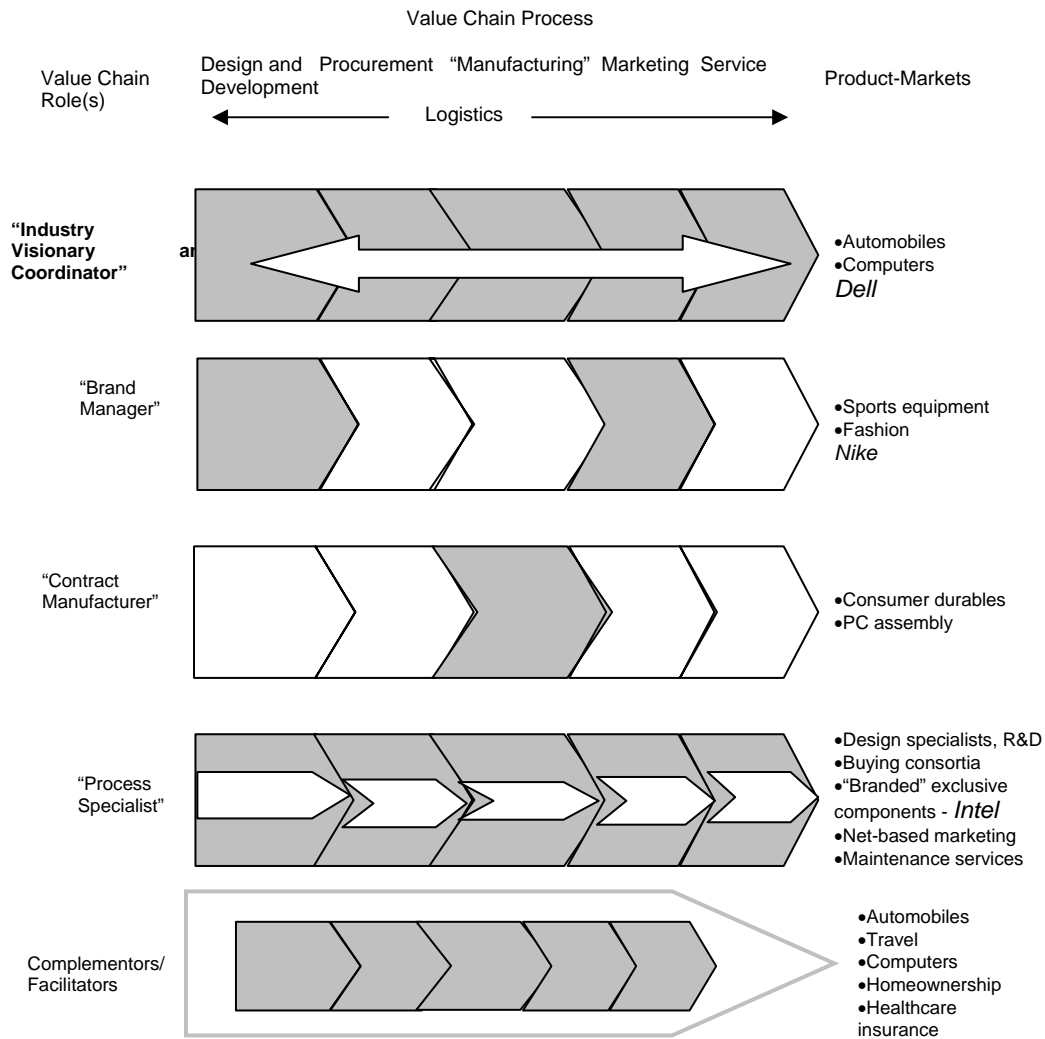 Value Chain Process
Value Chain
Role(s)
Design and
Development
Procurement
“Manufacturing”
Marketing
Service
Product-Markets
Logistics
“Industry
Visionary
Coordinator”
•Automobiles
•Computers
Dell
“Brand
Manager”
•Sports equipment
•Fashion
Nike
“Contract
Manufacturer”
•Consumer durables
•PC assembly
“Process
Specialist”
•Design specialists, R&D
•Buying consortia
•“Branded” exclusive
components - Intel
•Net-based marketing
•Maintenance services
Complementors/
Facilitators
•Automobiles
•Travel
•Computers
•Homeownership
•Healthcare
insurance